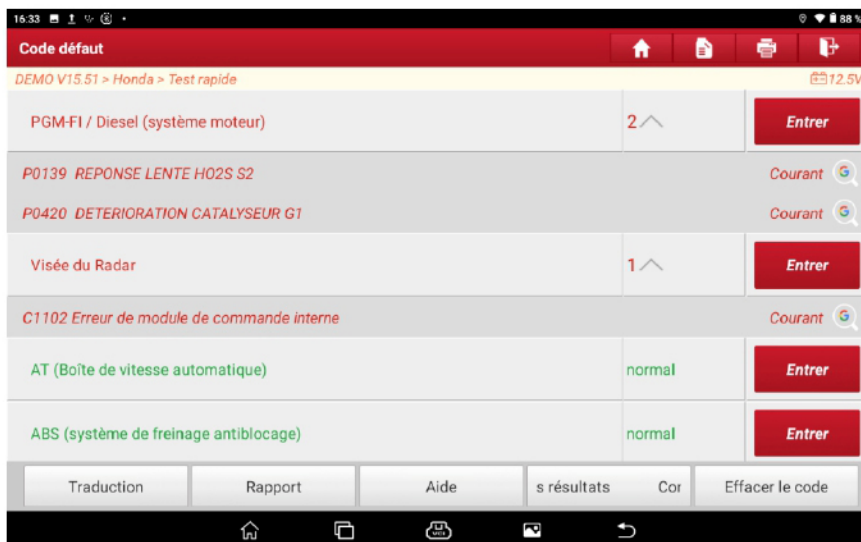 16:33 88 %
Code défaut
DEMO V15.51 > Honda > Test rapide 12.5V
PGM-FI / Diesel (système moteur) 2 Entrer
P0139 REPONSE LENTE HO2S S2 Courant G
P0420 DETERIORATION CATALYSEUR G1 Courant G
Visée du Radar 1 Entrer
C1102 Erreur de module de commande interne Courant G
AT (Boîte de vitesse automatique) normal Entrer
ABS (système de freinage antiblocage) normal Entrer
Traduction Rapport Aide s résultats Cor Effacer le code
VCI